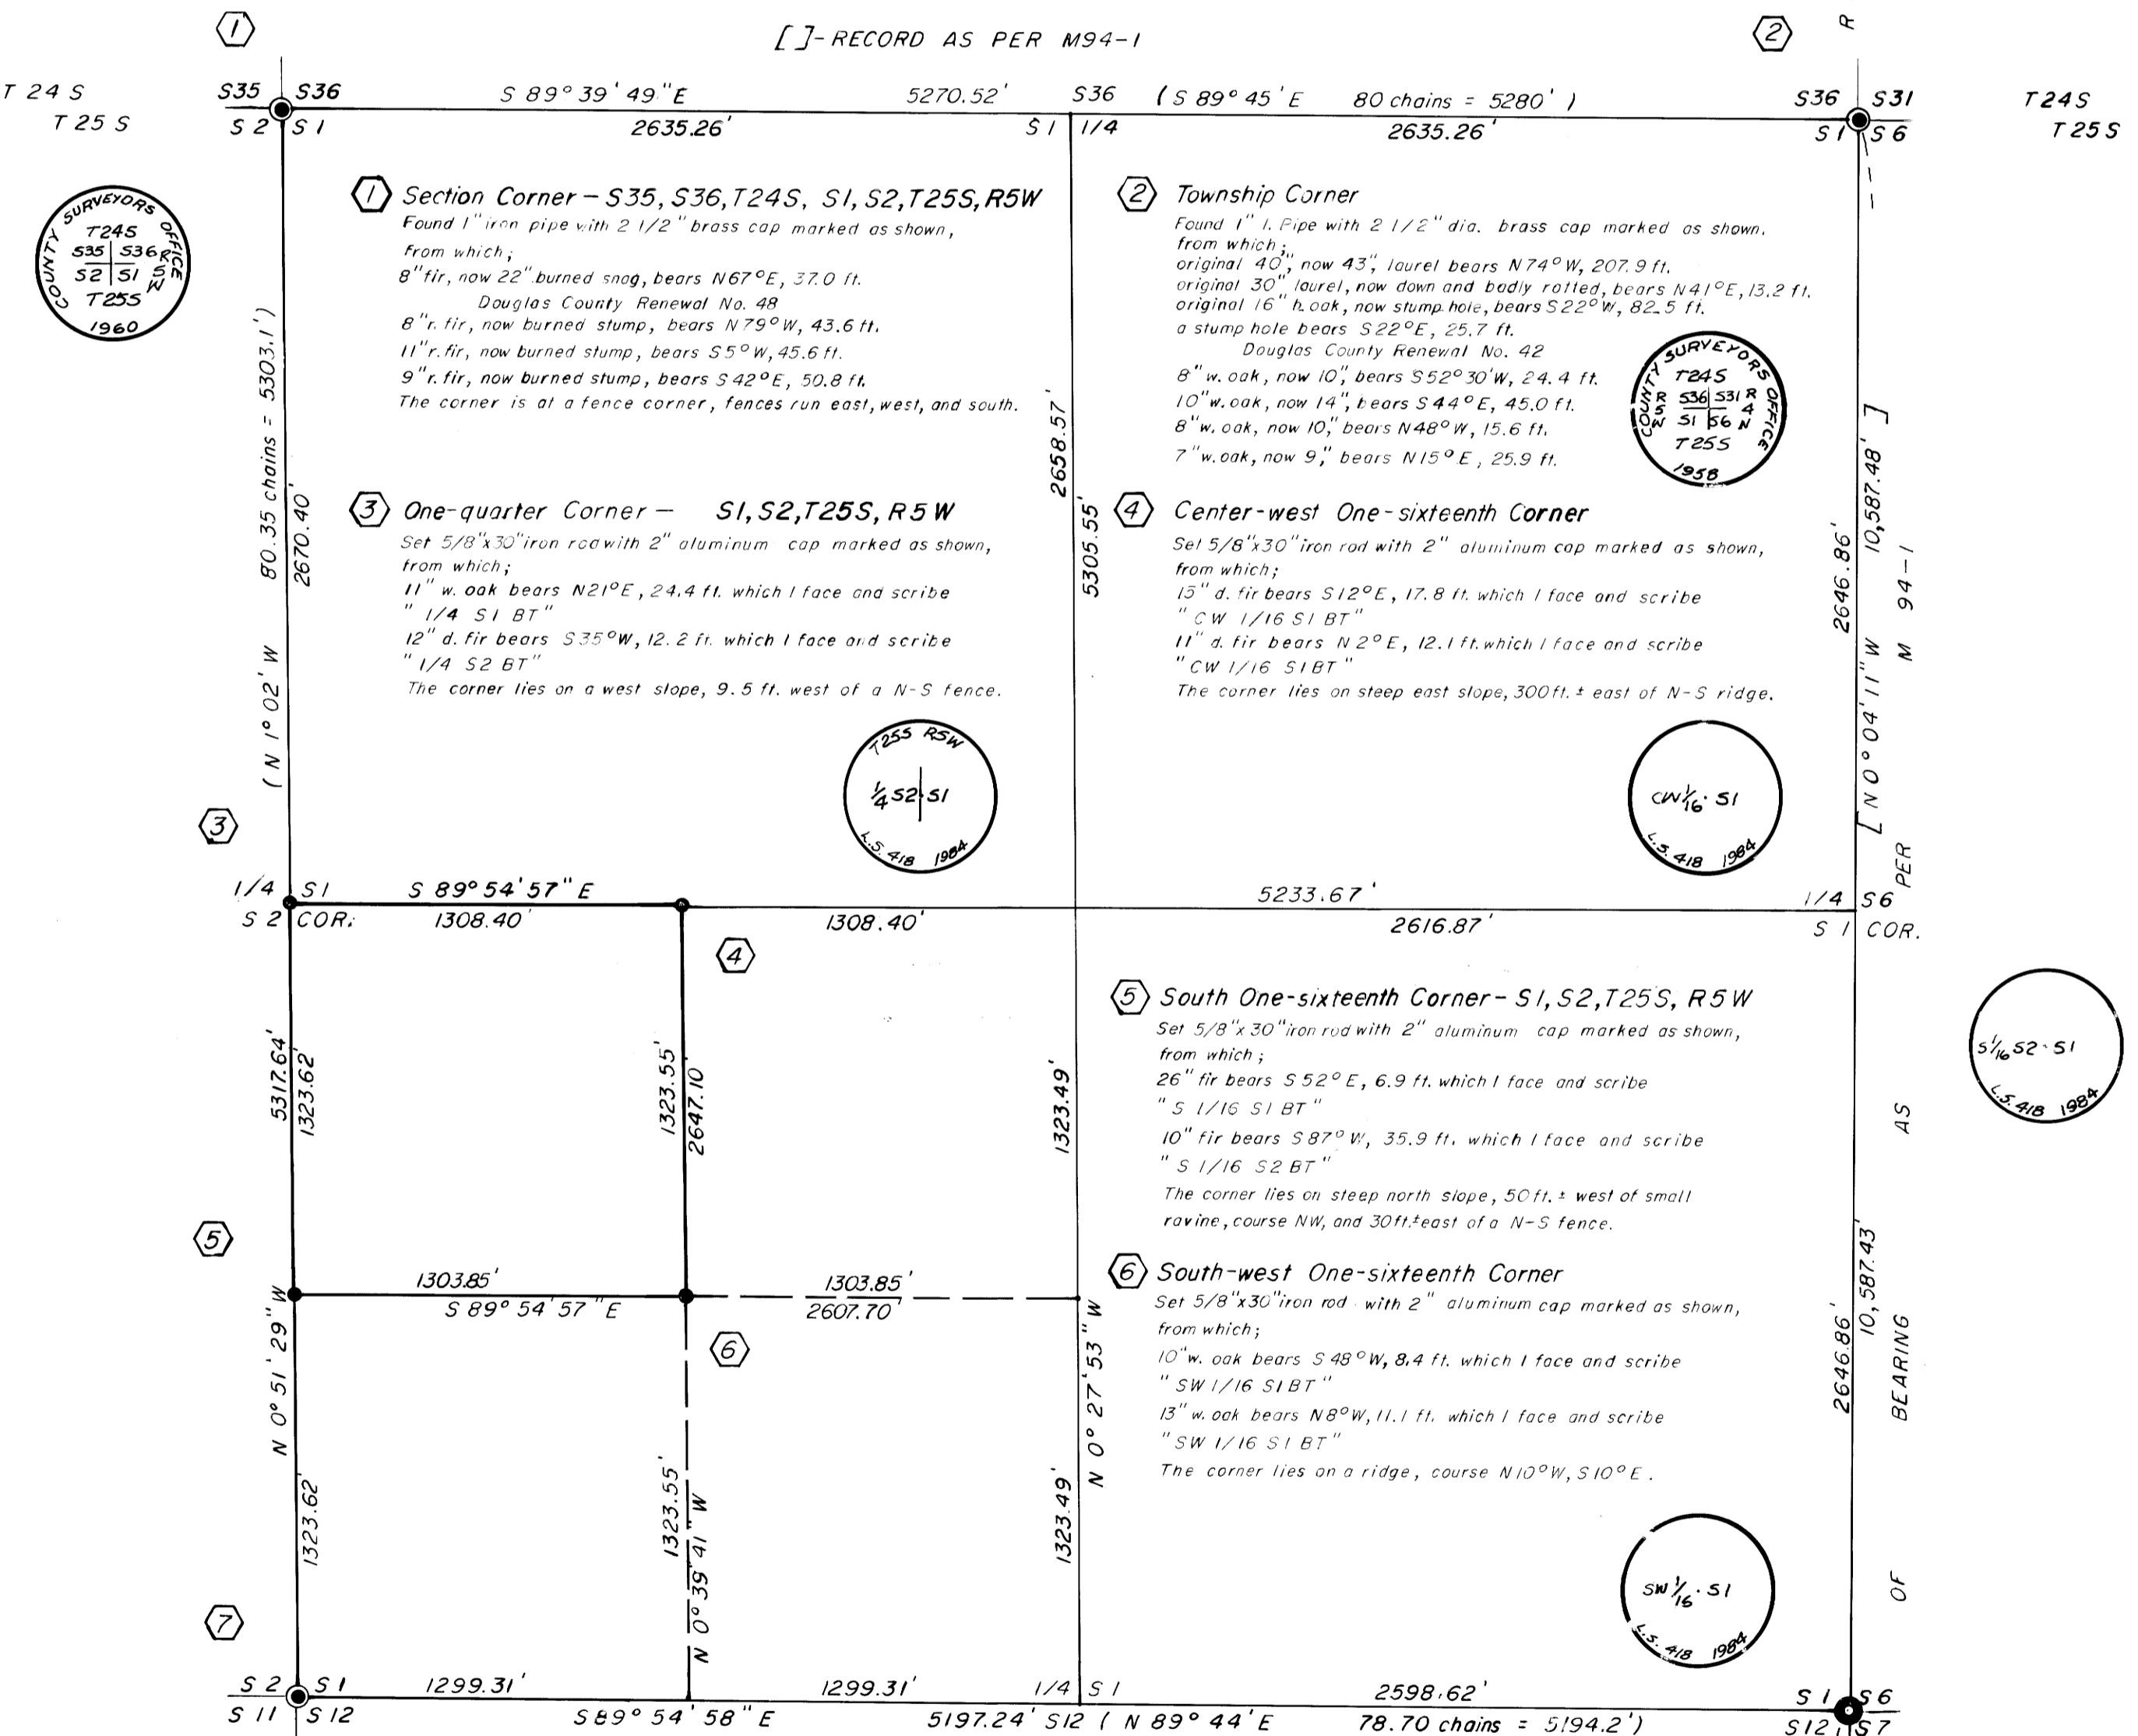 1
[ ]- RECORD AS PER M94-1
2
R
T 24 S
S35 S36
S 89° 39' 49" E
5270.52'
S36
( S 89° 45' E 80 chains = 5280' )
S36 S31
T24S
T 25 S
S 2 S 1
2635.26'
S 1 1/4
2635.26'
S 1 S 6
T 25 S
COUNTY SURVEYORS OFFICE
T24S
S35 S36
S2 S1
R5W
T25S
1960
1 Section Corner - S35, S36, T24S, S1, S2, T25S, R5W
Found 1" iron pipe with 2 1/2" brass cap marked as shown,
from which;
8" fir, now 22" burned snag, bears N67°E, 37.0 ft.
Douglas County Renewal No. 48
8" r. fir, now burned stump, bears N79°W, 43.6 ft.
11" r. fir, now burned stump, bears S5°W, 45.6 ft.
9" r. fir, now burned stump, bears S42°E, 50.8 ft.
The corner is at a fence corner, fences run east, west, and south.
2 Township Corner
Found 1" I. Pipe with 2 1/2" dia. brass cap marked as shown.
from which;
original 40", now 43", laurel bears N74°W, 207.9 ft.
original 30" laurel, now down and badly rotted, bears N41°E, 13.2 ft.
original 16" b. oak, now stump hole, bears S22°W, 82.5 ft.
a stump hole bears S22°E, 25.7 ft.
Douglas County Renewal No. 42
8" w. oak, now 10", bears S52°30'W, 24.4 ft.
10" w. oak, now 14", bears S44°E, 45.0 ft.
8" w. oak, now 10," bears N48°W, 15.6 ft.
7" w. oak, now 9," bears N15°E, 25.9 ft.
COUNTY SURVEYORS OFFICE
T24S
R5W S36 S31 R4W
S1 S6
T25S
1958
( N 1° 02' W 80.35 chains = 5303.1' )
2670.40'
2658.57'
5305.55'
2646.86'
[ N 0° 04' 11" W 10,587.48' ]
3 One-quarter Corner - S1, S2, T25S, R5W
Set 5/8"x30" iron rod with 2" aluminum cap marked as shown,
from which;
11" w. oak bears N21°E, 24.4 ft. which I face and scribe
" 1/4 S1 BT "
12" d. fir bears S35°W, 12.2 ft. which I face and scribe
" 1/4 S2 BT"
The corner lies on a west slope, 9.5 ft. west of a N-S fence.
T25S R5W
1/4 S2 S1
L.S. 418 1984
4 Center-west One-sixteenth Corner
Set 5/8"x30" iron rod with 2" aluminum cap marked as shown,
from which;
15" d. fir bears S12°E, 17.8 ft. which I face and scribe
" CW 1/16 S1 BT "
11" d. fir bears N2°E, 12.1 ft. which I face and scribe
"CW 1/16 S1 BT "
The corner lies on steep east slope, 300 ft. ± east of N-S ridge.
CW 1/16 · S1
L.S. 418 1984
BEARING OF AS PER M 94-1
3
1/4 S1
S 89° 54' 57" E
5233.67'
1/4 S6
S 2 COR.
1308.40'
1308.40'
2616.87'
S 1 COR.
4
5317.64'
1323.62'
1323.55'
2647.10'
1323.49'
5 South One-sixteenth Corner - S1, S2, T25S, R5W
Set 5/8"x 30" iron rod with 2" aluminum cap marked as shown,
from which;
26" fir bears S52°E, 6.9 ft. which I face and scribe
" S 1/16 S1 BT "
10" fir bears S87°W, 35.9 ft. which I face and scribe
" S 1/16 S2 BT "
The corner lies on steep north slope, 50 ft. ± west of small
ravine, course NW, and 30 ft.± east of a N-S fence.
S 1/16 S2 · S1
L.S. 418 1984
5
1303.85'
S 89° 54' 57" E
1303.85'
2607.70'
6
N 0° 51' 29" W
1323.62'
1323.55'
N 0° 39' 41" W
N 0° 27' 53" W
1323.49'
6 South-west One-sixteenth Corner
Set 5/8"x30" iron rod with 2" aluminum cap marked as shown,
from which;
10" w. oak bears S48°W, 8.4 ft. which I face and scribe
" SW 1/16 S1 BT "
13" w. oak bears N8°W, 11.1 ft. which I face and scribe
"SW 1/16 S1 BT"
The corner lies on a ridge, course N10°W, S10°E.
SW 1/16 · S1
L.S. 418 1984
2646.86'
10,587.43'
7
S 2 S 1
1299.31'
1299.31'
1/4 S 1
2598.62'
S 1 S 6
S 11 S 12
S 89° 54' 58" E
5197.24'
S12
( N 89° 44' E 78.70 chains = 5194.2' )
S12 S 7